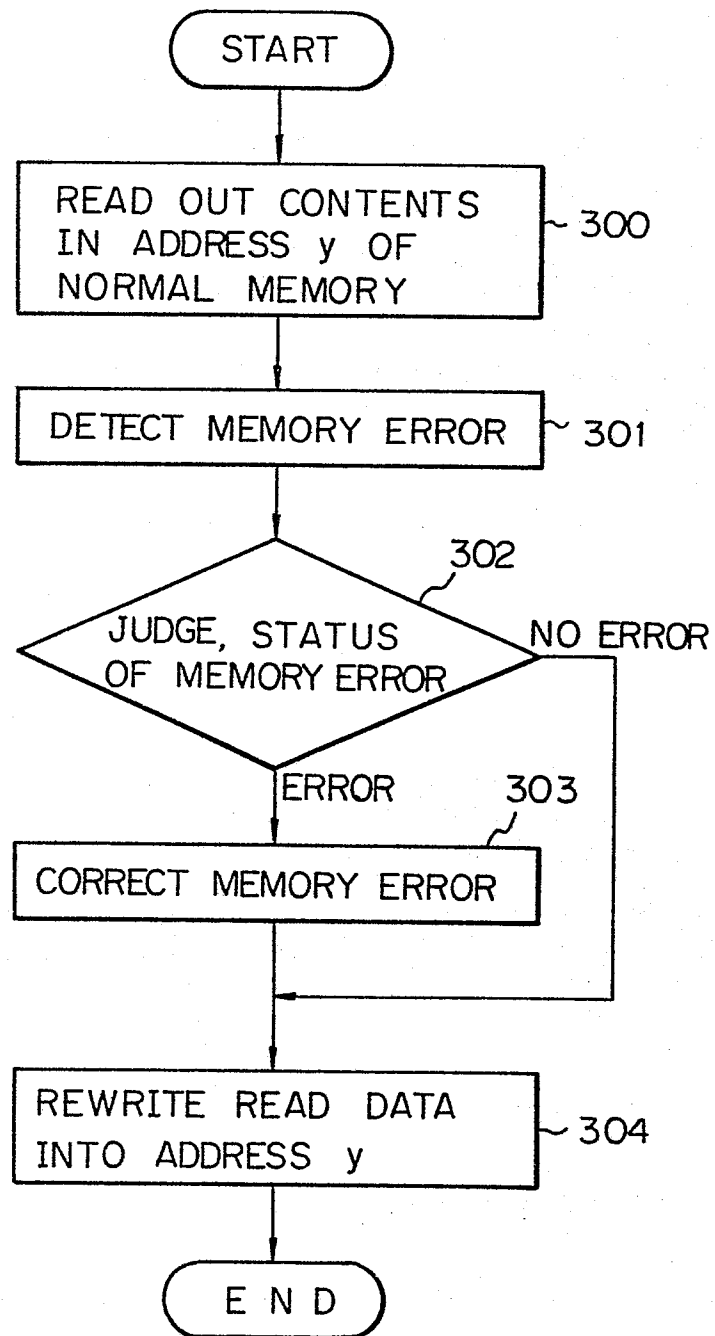 START
READ OUT CONTENTS
IN ADDRESS y OF
NORMAL MEMORY
300
DETECT MEMORY ERROR
301
302
JUDGE, STATUS
OF MEMORY ERROR
NO ERROR
ERROR
303
CORRECT MEMORY ERROR
REWRITE READ DATA
INTO ADDRESS y
304
END